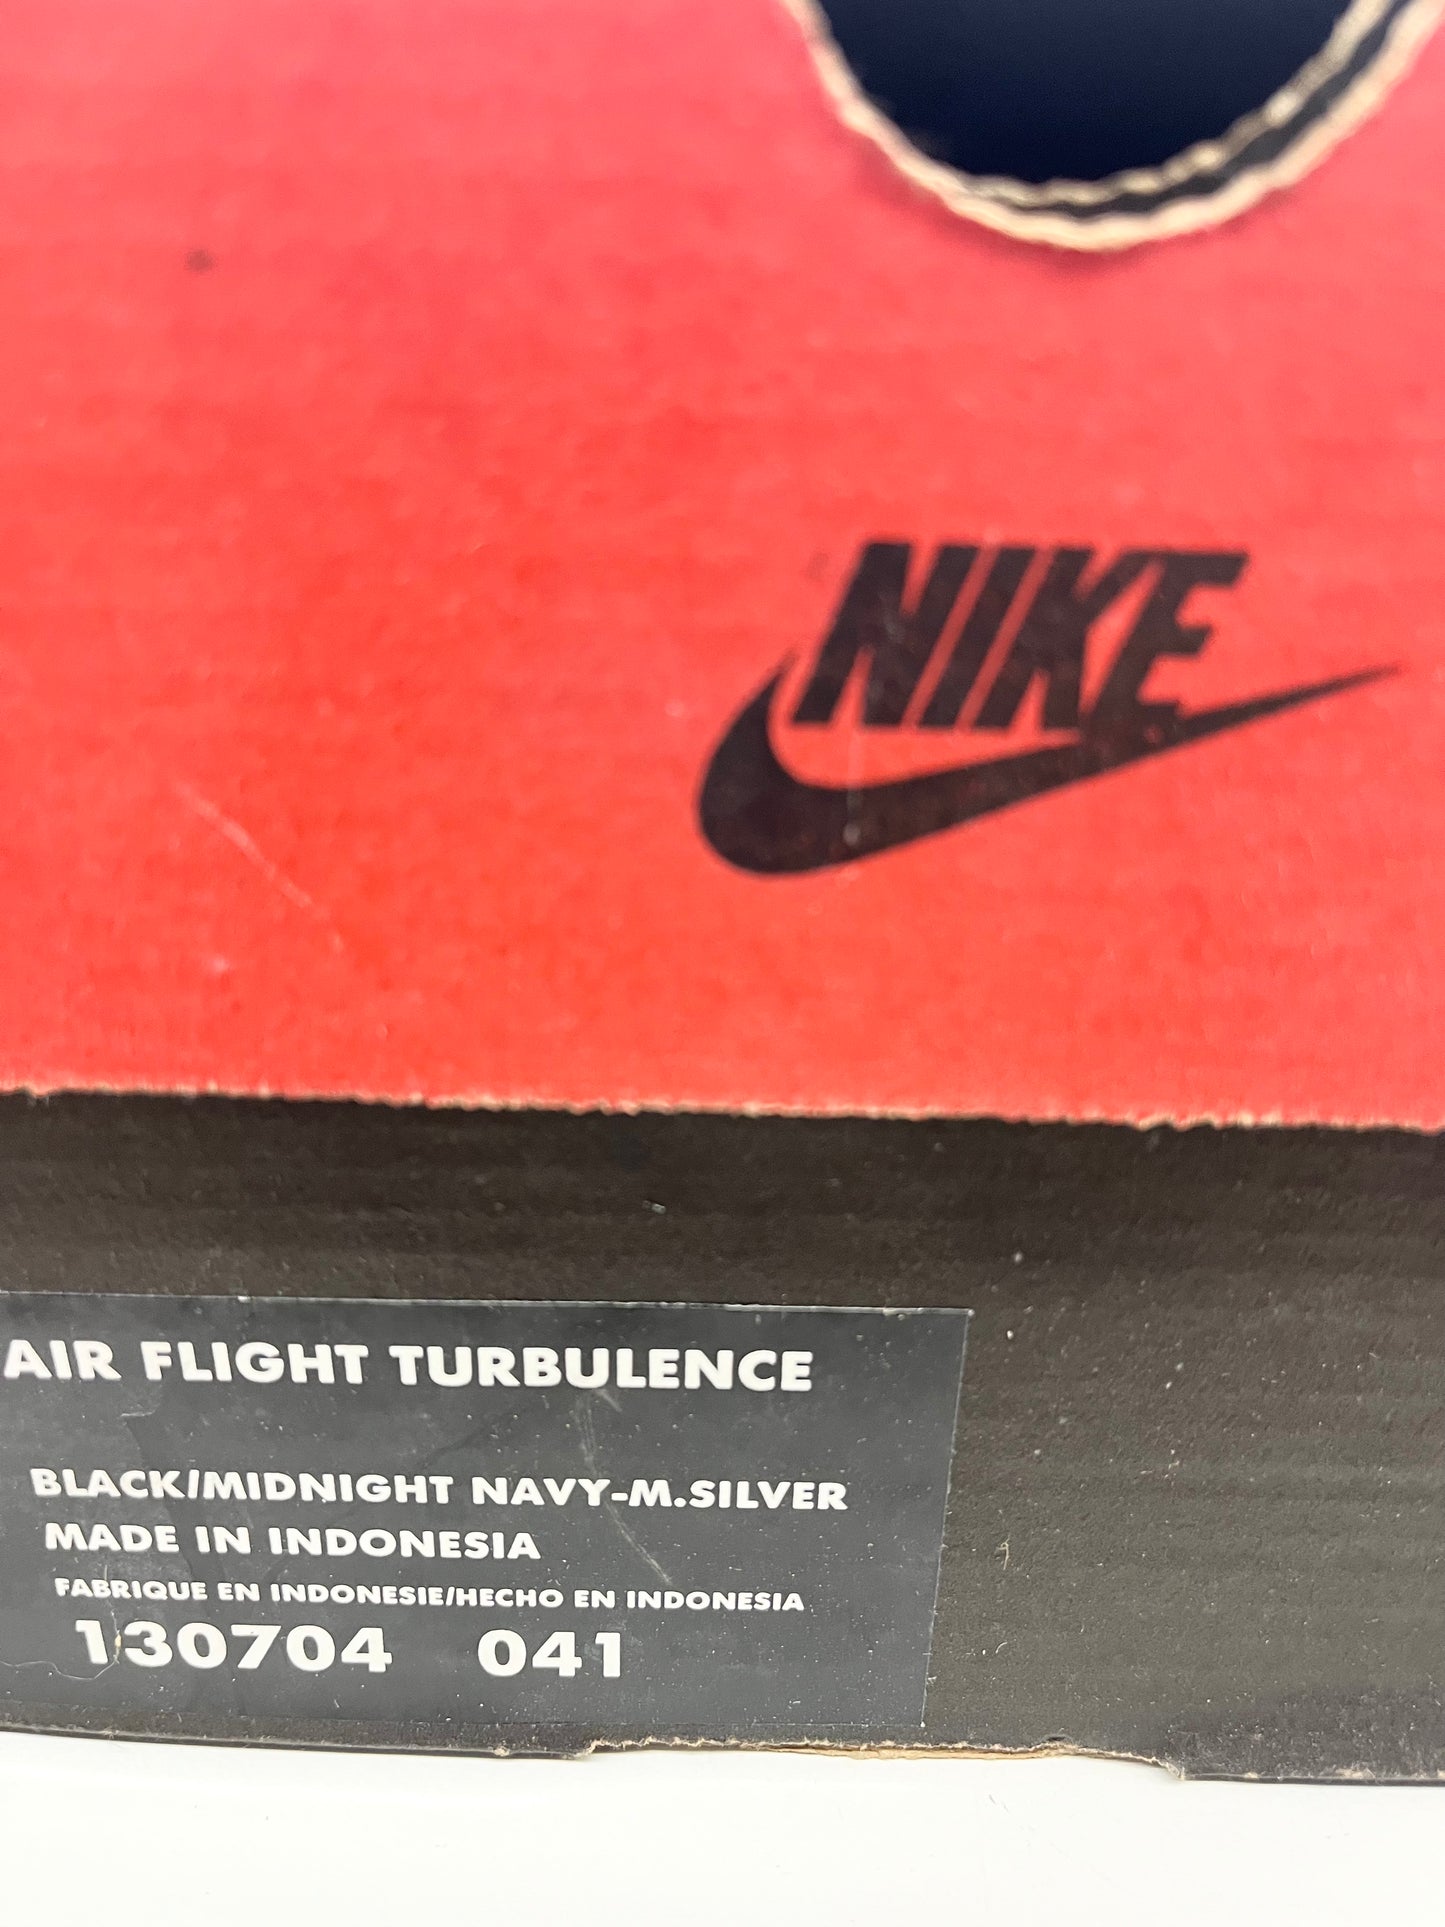 NIKE
AIR FLIGHT TURBULENCE
BLACK/MIDNIGHT NAVY-M.SILVER
MADE IN INDONESIA
FABRIQUE EN INDONESIE/HECHO EN INDONESIA
130704 041